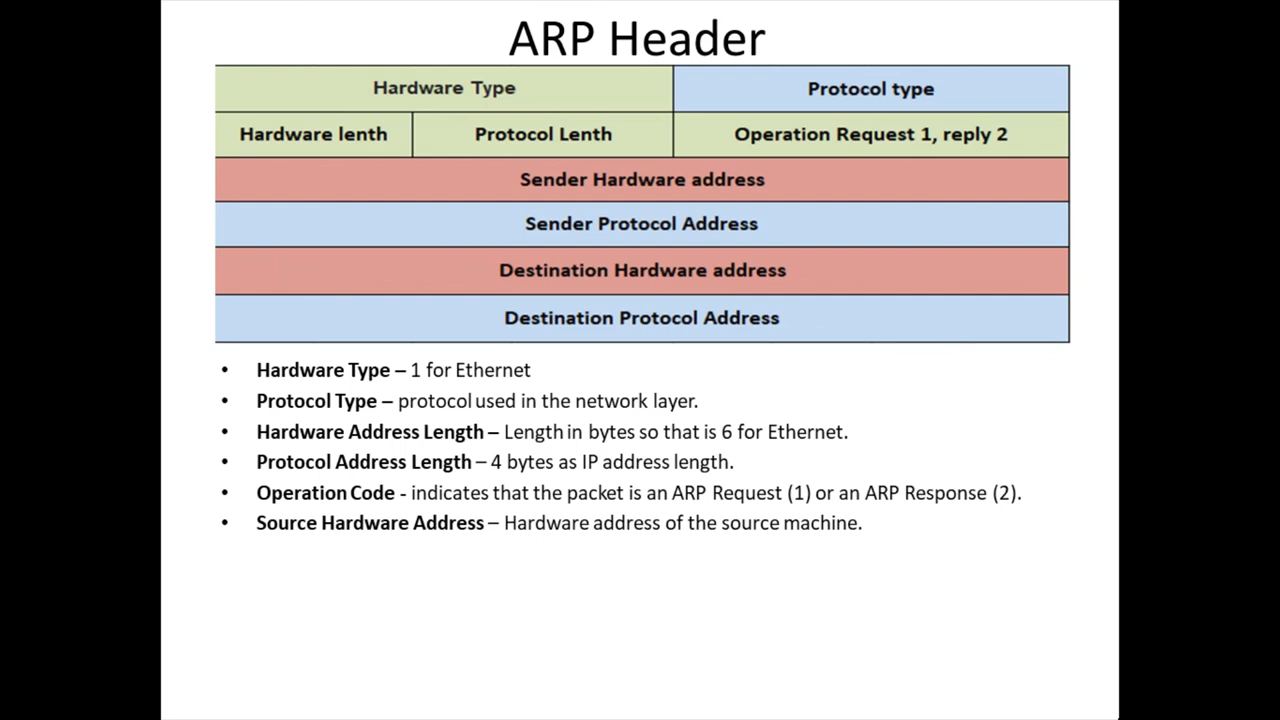 ARP Header
Hardware Type
Protocol type
Hardware lenth
Protocol Lenth
Operation Request 1, reply 2
Sender Hardware address
Sender Protocol Address
Destination Hardware address
Destination Protocol Address
• Hardware Type – 1 for Ethernet
• Protocol Type – protocol used in the network layer.
• Hardware Address Length – Length in bytes so that is 6 for Ethernet.
• Protocol Address Length – 4 bytes as IP address length.
• Operation Code - indicates that the packet is an ARP Request (1) or an ARP Response (2).
• Source Hardware Address – Hardware address of the source machine.